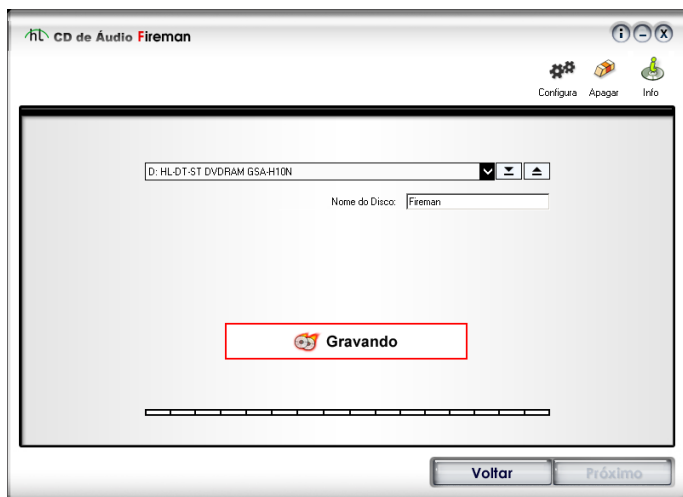 ht CD de Áudio Fireman
Configura Apagar Info
D: HL-DT-ST DVDRAM GSA-H10N
Nome do Disco: Fireman
Gravando
Voltar Próximo